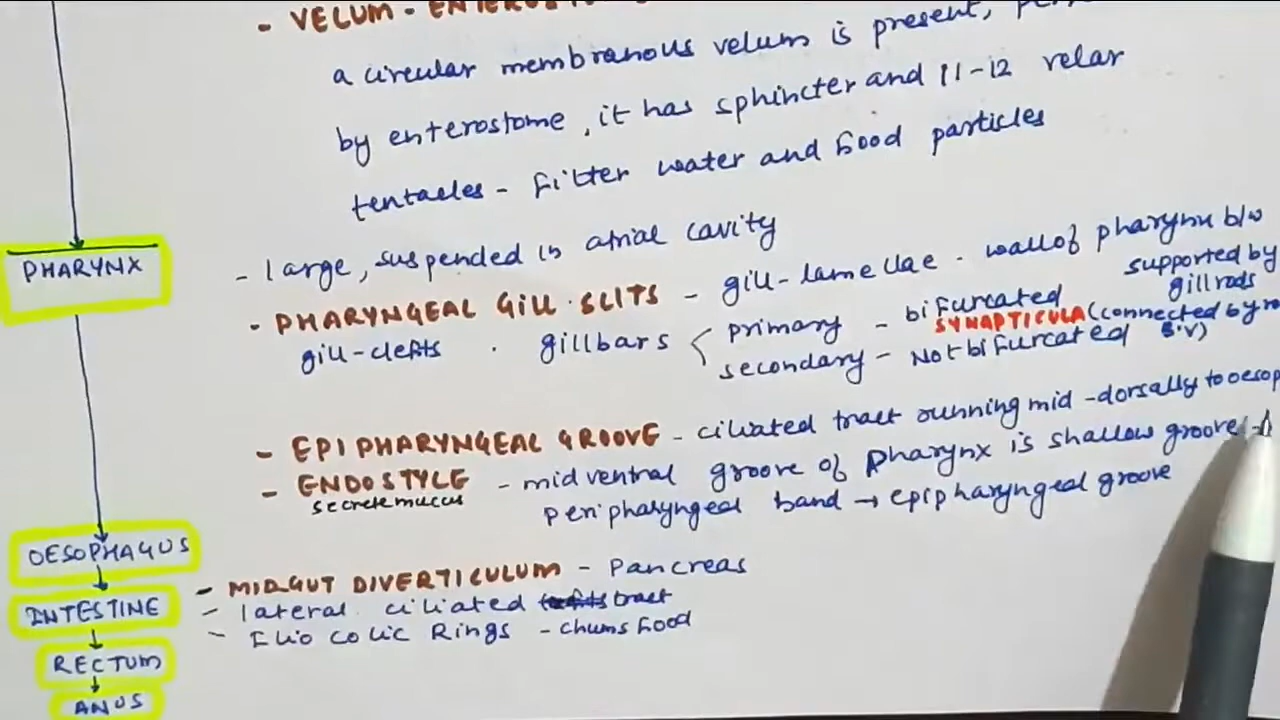 - VELUM - 
a circular membranous velum is present,
by enterostome, it has sphincter and 11-12 velar
tentacles - Filter water and Food particles
PHARYNX
- large, suspended in atrial cavity
- PHARYNGEAL GILL SLITS - gill-lamellae . wall of pharynx b/w
gill-clefts . gillbars < primary - bifurcated supported by gill rods
SYNAPTICULA (connected by
secondary - Not bifurcated B.V)
- EPIPHARYNGEAL GROOVE - ciliated tract running mid-dorsally to
- ENDOSTYLE - mid ventral groove of Pharynx is shallow groove
secrete mucus peripharyngeal band → epipharyngeal groove
OESOPHAGUS
- MIDGUT DIVERTICULUM - Pancreas
INTESTINE - lateral ciliated tract
- Ilio colic Rings - churns Food
RECTUM
ANUS